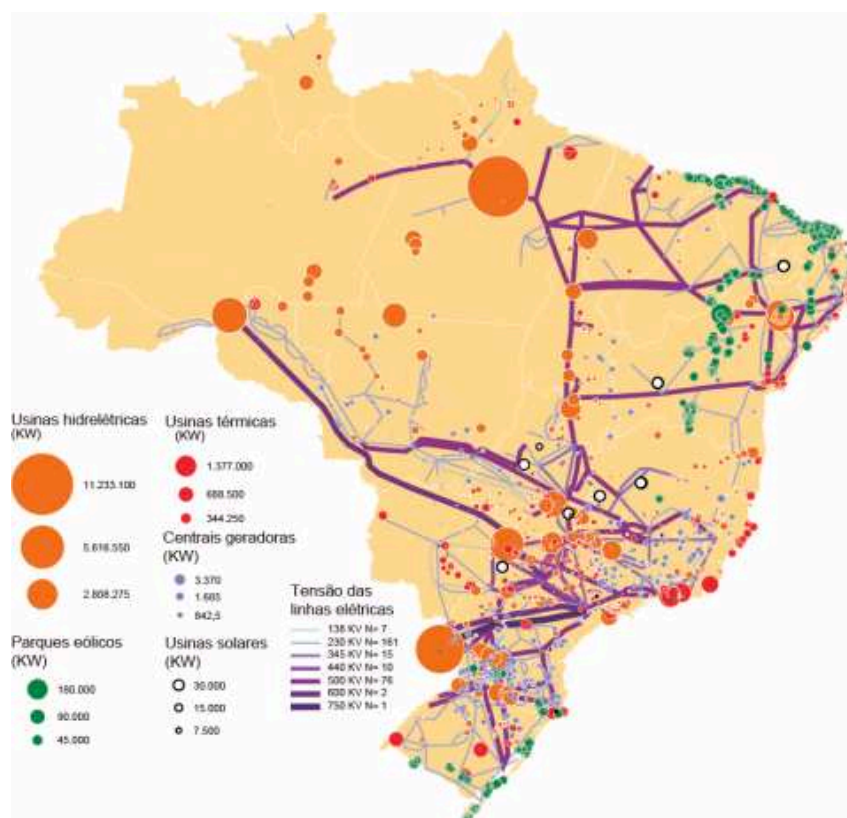 Usinas hidrelétricas
(KW)
11.233.100
5.616.550
2.808.275
Usinas térmicas
(KW)
1.377.000
688.500
344.250
Centrais geradoras
(KW)
3.370
1.685
842,5
Parques eólicos
(KW)
180.000
90.000
45.000
Usinas solares
(KW)
30.000
15.000
7.500
Tensão das
linhas elétricas
138 KV N= 7
230 KV N= 161
345 KV N= 15
440 KV N= 10
500 KV N= 76
600 KV N= 2
750 KV N= 1